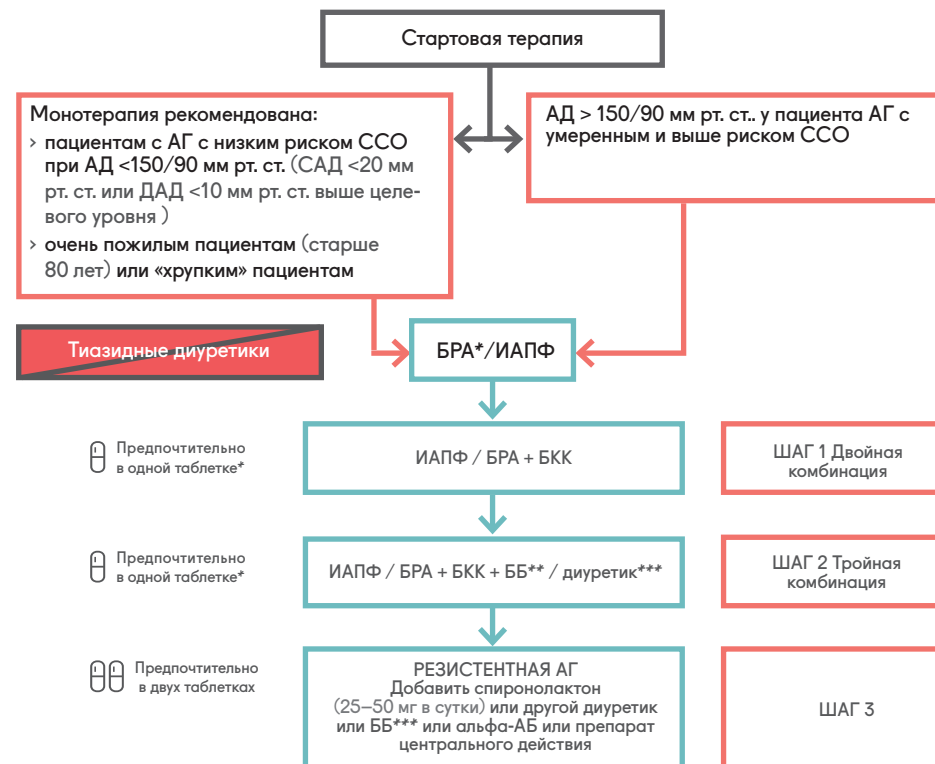 Стартовая терапия
Монотерапия рекомендована:
› пациентам с АГ с низким риском ССО
при АД <150/90 мм рт. ст. (САД <20 мм
рт. ст. или ДАД <10 мм рт. ст. выше целе-
вого уровня )
› очень пожилым пациентам (старше
80 лет) или «хрупким» пациентам
АД > 150/90 мм рт. ст.. у пациента АГ с
умеренным и выше риском ССО
Тиазидные диуретики
БРА*/ИАПФ
Предпочтительно
в одной таблетке*
ИАПФ / БРА + БКК
ШАГ 1 Двойная
комбинация
Предпочтительно
в одной таблетке*
ИАПФ / БРА + БКК + ББ** / диуретик***
ШАГ 2 Тройная
комбинация
Предпочтительно
в двух таблетках
РЕЗИСТЕНТНАЯ АГ
Добавить спиронолактон
(25–50 мг в сутки) или другой диуретик
или ББ*** или альфа-АБ или препарат
центрального действия
ШАГ 3